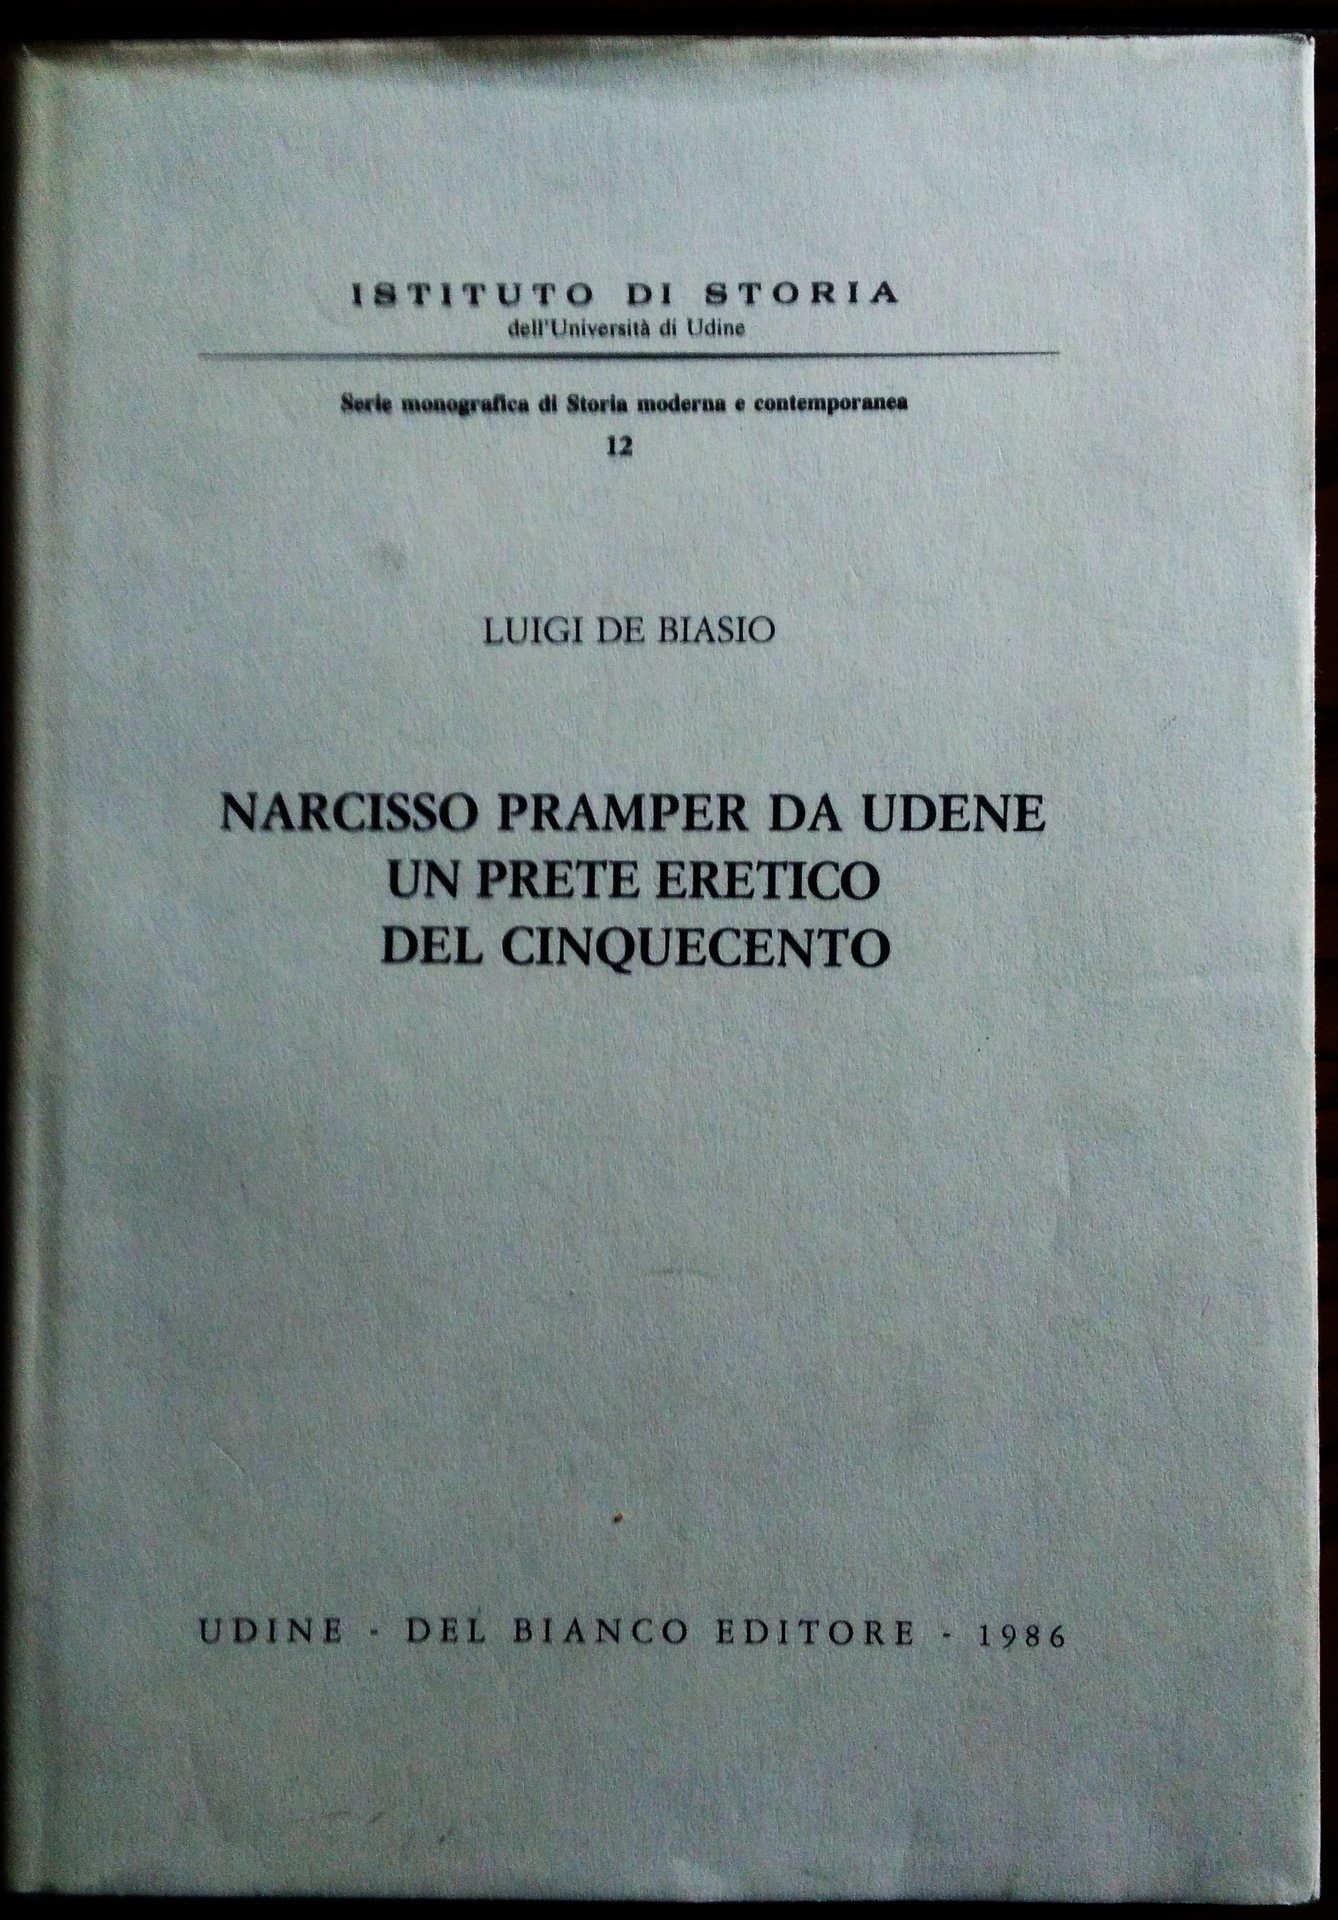 ISTITUTO DI STORIA
dell'Università di Udine
Serie monografica di Storia moderna e contemporanea
12
LUIGI DE BIASIO
NARCISSO PRAMPER DA UDENE
UN PRETE ERETICO
DEL CINQUECENTO
UDINE - DEL BIANCO EDITORE - 1986